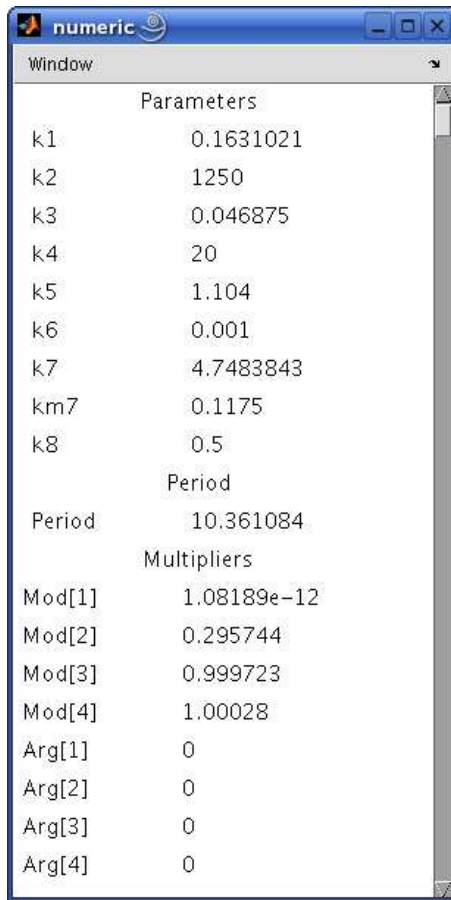 numeric
Window
Parameters
k1 0.1631021
k2 1250
k3 0.046875
k4 20
k5 1.104
k6 0.001
k7 4.7483843
km7 0.1175
k8 0.5
Period
Period 10.361084
Multipliers
Mod[1] 1.08189e-12
Mod[2] 0.295744
Mod[3] 0.999723
Mod[4] 1.00028
Arg[1] 0
Arg[2] 0
Arg[3] 0
Arg[4] 0